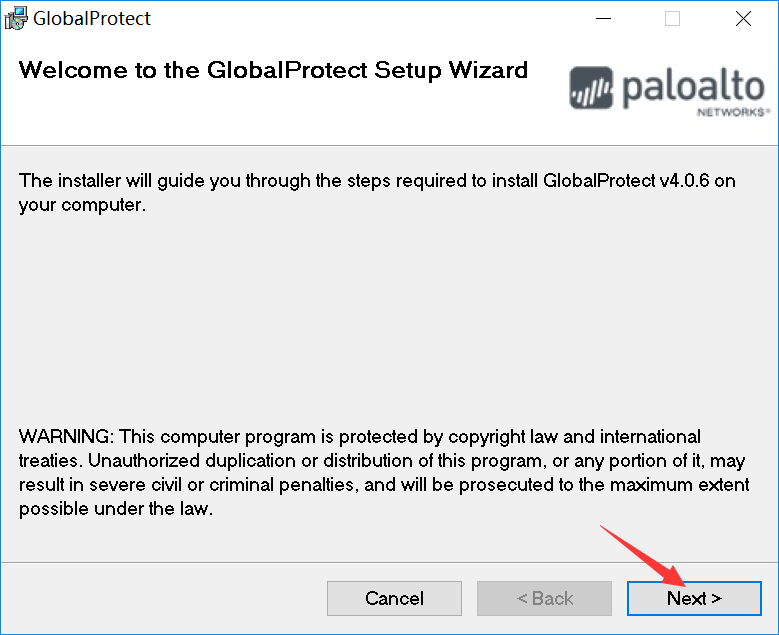 GlobalProtect
Welcome to the GlobalProtect Setup Wizard
paloalto
NETWORKS®
The installer will guide you through the steps required to install GlobalProtect v4.0.6 on
your computer.
WARNING: This computer program is protected by copyright law and international
treaties. Unauthorized duplication or distribution of this program, or any portion of it, may
result in severe civil or criminal penalties, and will be prosecuted to the maximum extent
possible under the law.
Cancel
< Back
Next >